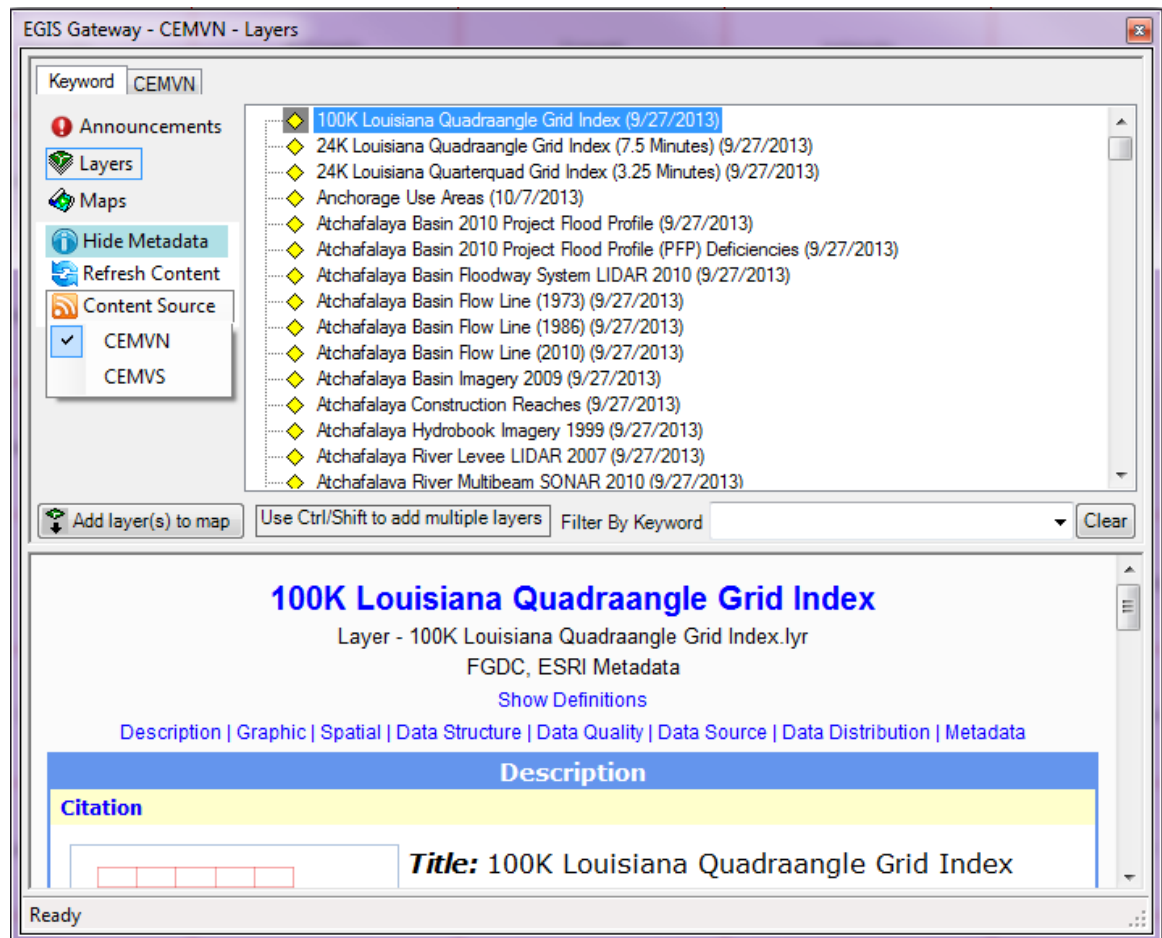 EGIS Gateway - CEMVN - Layers
Keyword CEMVN
Announcements
Layers
Maps
Hide Metadata
Refresh Content
Content Source
CEMVN
CEMVS
100K Louisiana Quadraangle Grid Index (9/27/2013)
24K Louisiana Quadraangle Grid Index (7.5 Minutes) (9/27/2013)
24K Louisiana Quarterquad Grid Index (3.25 Minutes) (9/27/2013)
Anchorage Use Areas (10/7/2013)
Atchafalaya Basin 2010 Project Flood Profile (9/27/2013)
Atchafalaya Basin 2010 Project Flood Profile (PFP) Deficiencies (9/27/2013)
Atchafalaya Basin Floodway System LIDAR 2010 (9/27/2013)
Atchafalaya Basin Flow Line (1973) (9/27/2013)
Atchafalaya Basin Flow Line (1986) (9/27/2013)
Atchafalaya Basin Flow Line (2010) (9/27/2013)
Atchafalaya Basin Imagery 2009 (9/27/2013)
Atchafalaya Construction Reaches (9/27/2013)
Atchafalaya Hydrobook Imagery 1999 (9/27/2013)
Atchafalaya River Levee LIDAR 2007 (9/27/2013)
Atchafalaya River Multibeam SONAR 2010 (9/27/2013)
Add layer(s) to map Use Ctrl/Shift to add multiple layers Filter By Keyword Clear
100K Louisiana Quadraangle Grid Index
Layer - 100K Louisiana Quadraangle Grid Index.lyr
FGDC, ESRI Metadata
Show Definitions
Description | Graphic | Spatial | Data Structure | Data Quality | Data Source | Data Distribution | Metadata
Description
Citation
Title: 100K Louisiana Quadraangle Grid Index
Ready